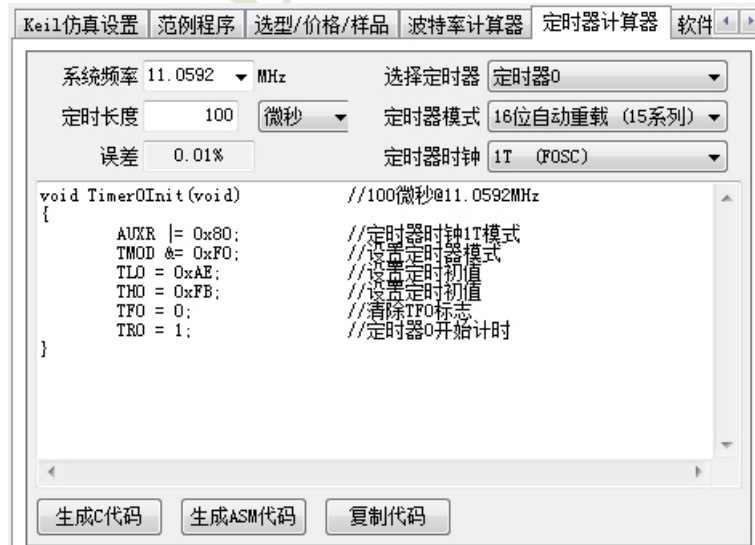 Keil仿真设置 范例程序 选型/价格/样品 波特率计算器 定时器计算器 软件
系统频率 11.0592 MHz 选择定时器 定时器0
定时长度 100 微秒 定时器模式 16位自动重载 (15系列)
误差 0.01% 定时器时钟 1T (FOSC)
void Timer0Init(void) //100微秒@11.0592MHz
{
AUXR |= 0x80; //定时器时钟1T模式
TMOD &= 0xF0; //设置定时器模式
TL0 = 0xAE; //设置定时初值
TH0 = 0xFB; //设置定时初值
TF0 = 0; //清除TF0标志
TR0 = 1; //定时器0开始计时
}
生成C代码 生成ASM代码 复制代码